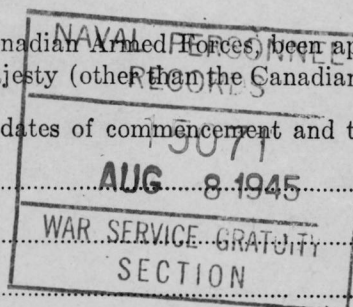 nadian Armed Forces, been ap
NAVAL PERSONNEL
jesty (other than the Canadian
RECORDS
dates of commencement and t
AUG 8 1945
WAR SERVICE GRATUITY
SECTION